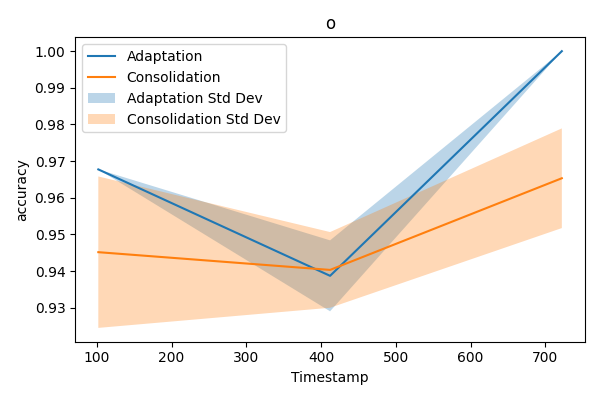 o
Adaptation
Consolidation
Adaptation Std Dev
Consolidation Std Dev
1.00
0.99
0.98
0.97
0.96
0.95
0.94
0.93
accuracy
100 200 300 400 500 600 700
Timestamp